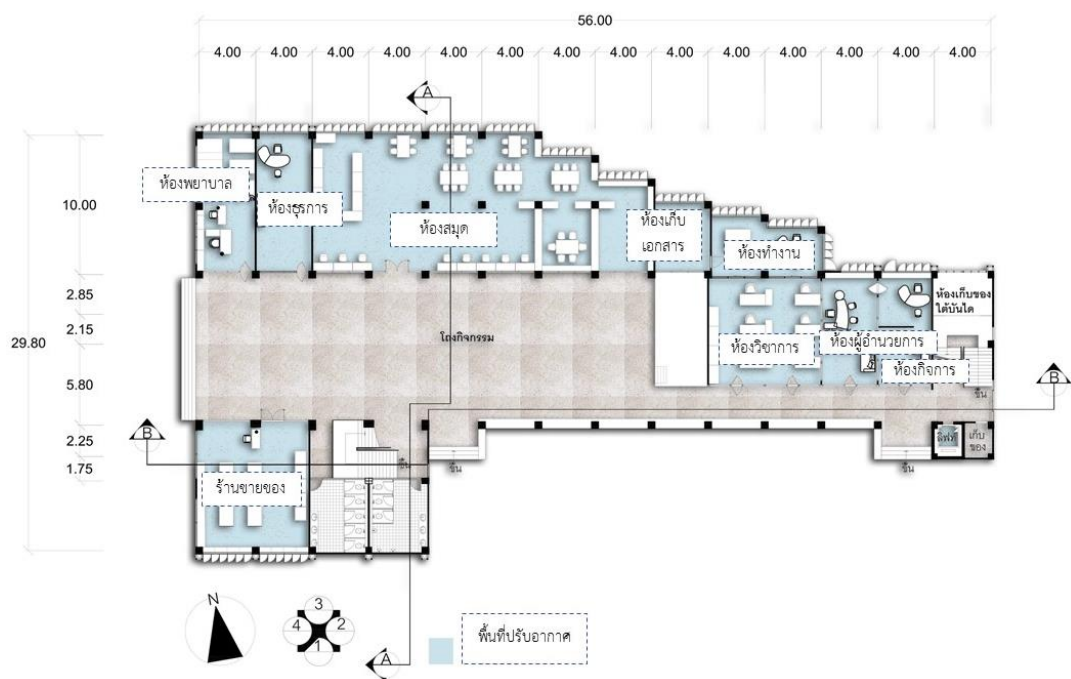 56.00
4.00 4.00 4.00 4.00 4.00 4.00 4.00 4.00 4.00 4.00 4.00 4.00 4.00 4.00
A
29.80
10.00
2.85
2.15
5.80
2.25
1.75
ห้องพยาบาล
ห้องธุรการ
ห้องสมุด
ห้องเก็บ
เอกสาร
ห้องทำงาน
ห้องเก็บของ
ใต้บันได
โถงกิจกรรม
ห้องวิชาการ
ห้องผู้อำนวยการ
ห้องกิจการ
ขึ้น
B
B
ลิฟท์
เก็บ
ของ
ขึ้น
ขึ้น
ร้านขายของ
N
3
4 2
1
A
พื้นที่ปรับอากาศ